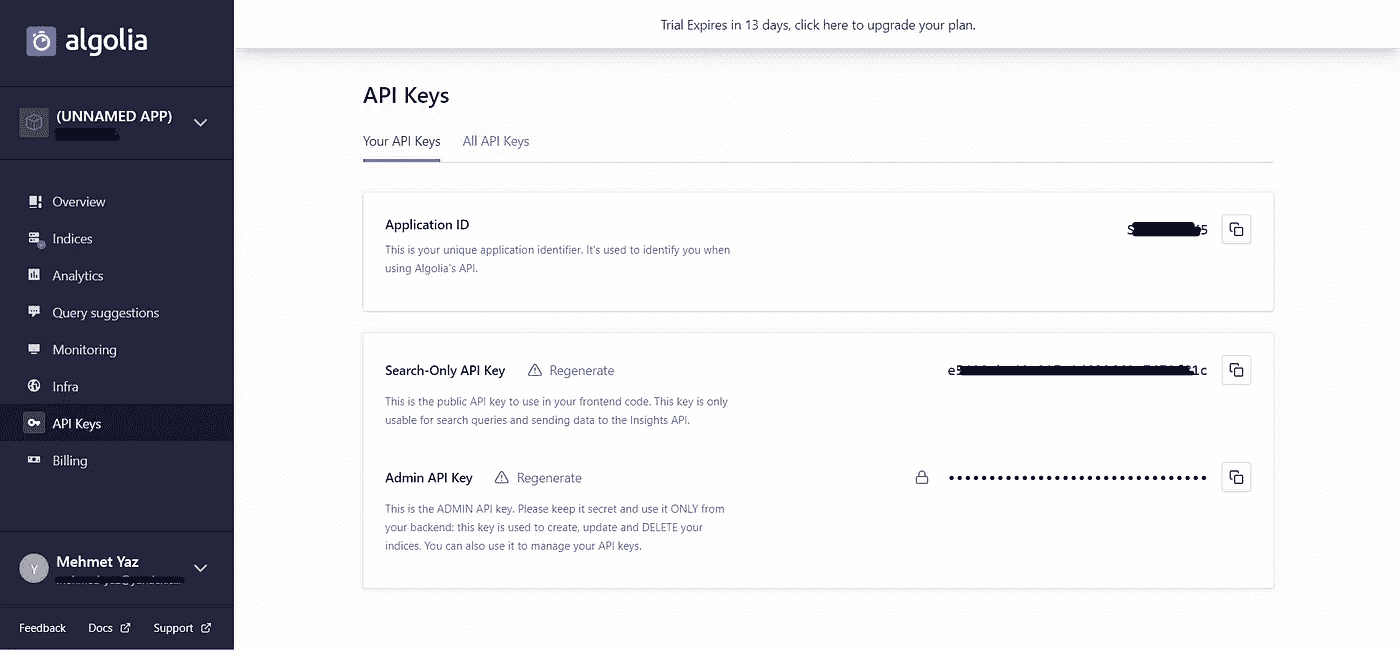 algolia
Trial Expires in 13 days, click here to upgrade your plan.
(UNNAMED APP)
Overview
Indices
Analytics
Query suggestions
Monitoring
Infra
API Keys
Billing
Y
Mehmet Yaz
Feedback
Docs
Support
API Keys
Your API Keys
All API Keys
Application ID
This is your unique application identifier. It's used to identify you when
using Algolia's API.
Search-Only API Key
Regenerate
This is the public API key to use in your frontend code. This key is only
usable for search queries and sending data to the Insights API.
Admin API Key
Regenerate
This is the ADMIN API key. Please keep it secret and use it ONLY from
your backend: this key is used to create, update and DELETE your
indices. You can also use it to manage your API keys.